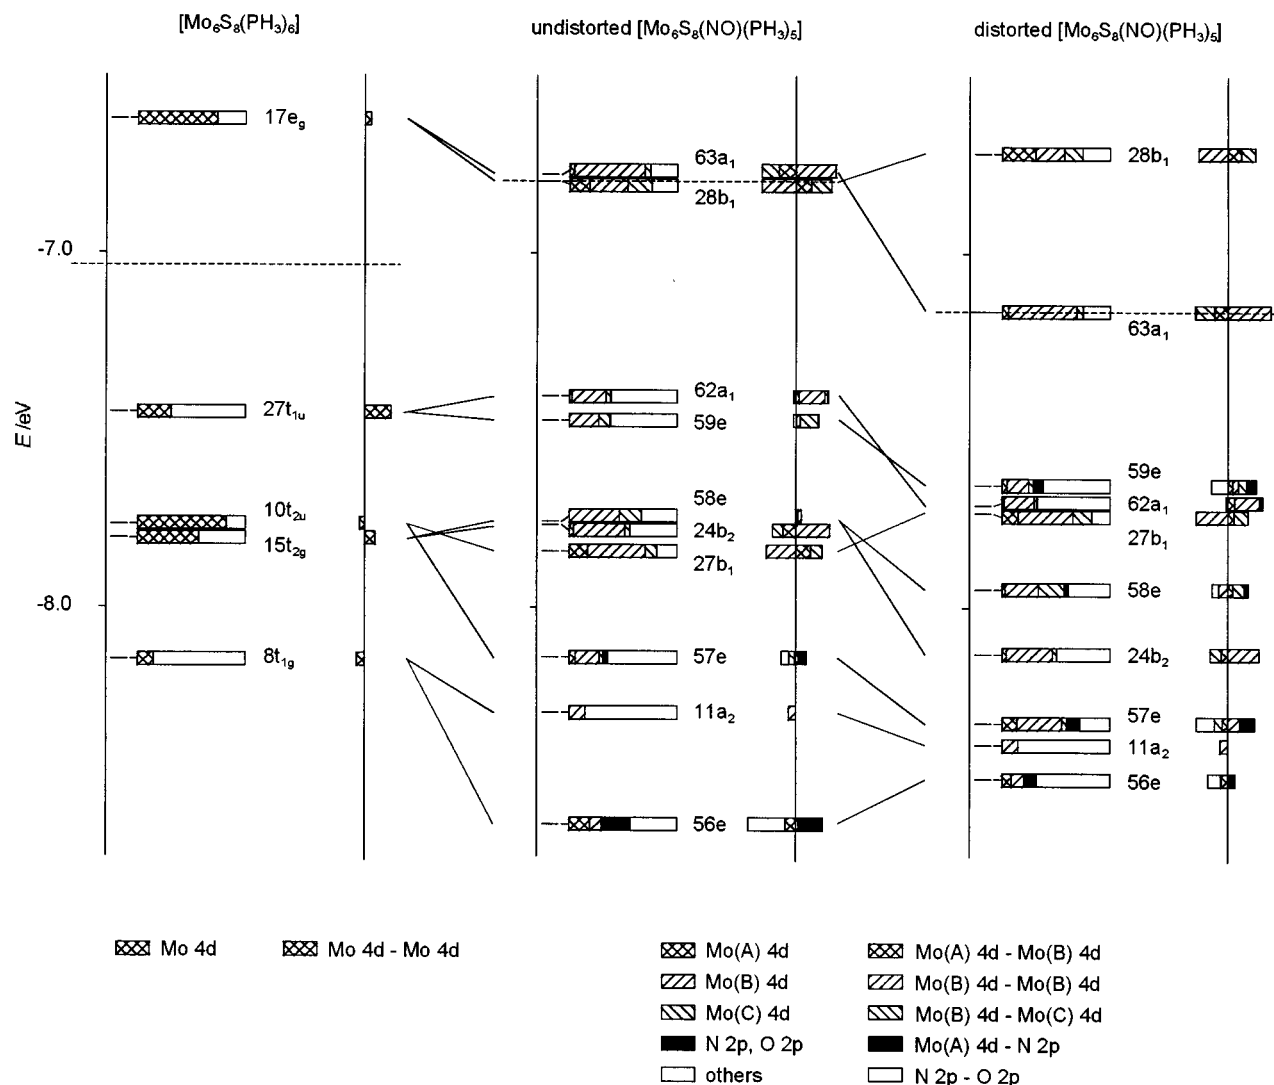 [Mo₆S₈(PH₃)₆]
undistorted [Mo₆S₈(NO)(PH₃)₅]
distorted [Mo₆S₈(NO)(PH₃)₅]
E /eV
-7.0
-8.0
17e_g
27t₁ᵤ
10t₂ᵤ
15t₂g
8t₁g
63a₁
28b₁
62a₁
59e
58e
24b₂
27b₁
57e
11a₂
56e
28b₁
63a₁
59e
62a₁
27b₁
58e
24b₂
57e
11a₂
56e
Mo 4d
Mo 4d - Mo 4d
Mo(A) 4d
Mo(B) 4d
Mo(C) 4d
N 2p, O 2p
others
Mo(A) 4d - Mo(B) 4d
Mo(B) 4d - Mo(B) 4d
Mo(B) 4d - Mo(C) 4d
Mo(A) 4d - N 2p
N 2p - O 2p